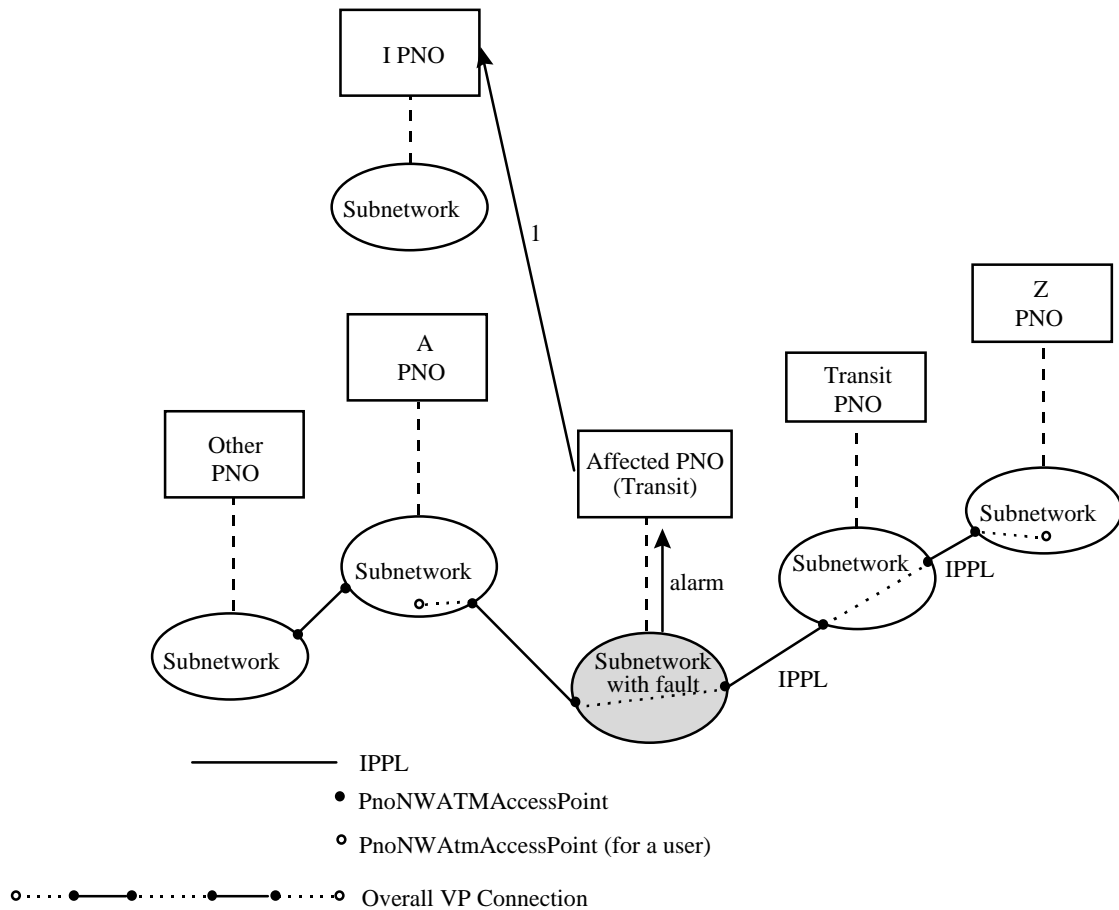 I PNO
Subnetwork
1
Z
PNO
A
PNO
Transit
PNO
Other
PNO
Affected PNO
(Transit)
Subnetwork
Subnetwork
Subnetwork
IPPL
alarm
Subnetwork
Subnetwork
with fault
IPPL
IPPL
PnoNWATMAccessPoint
PnoNWAtmAccessPoint (for a user)
Overall VP Connection